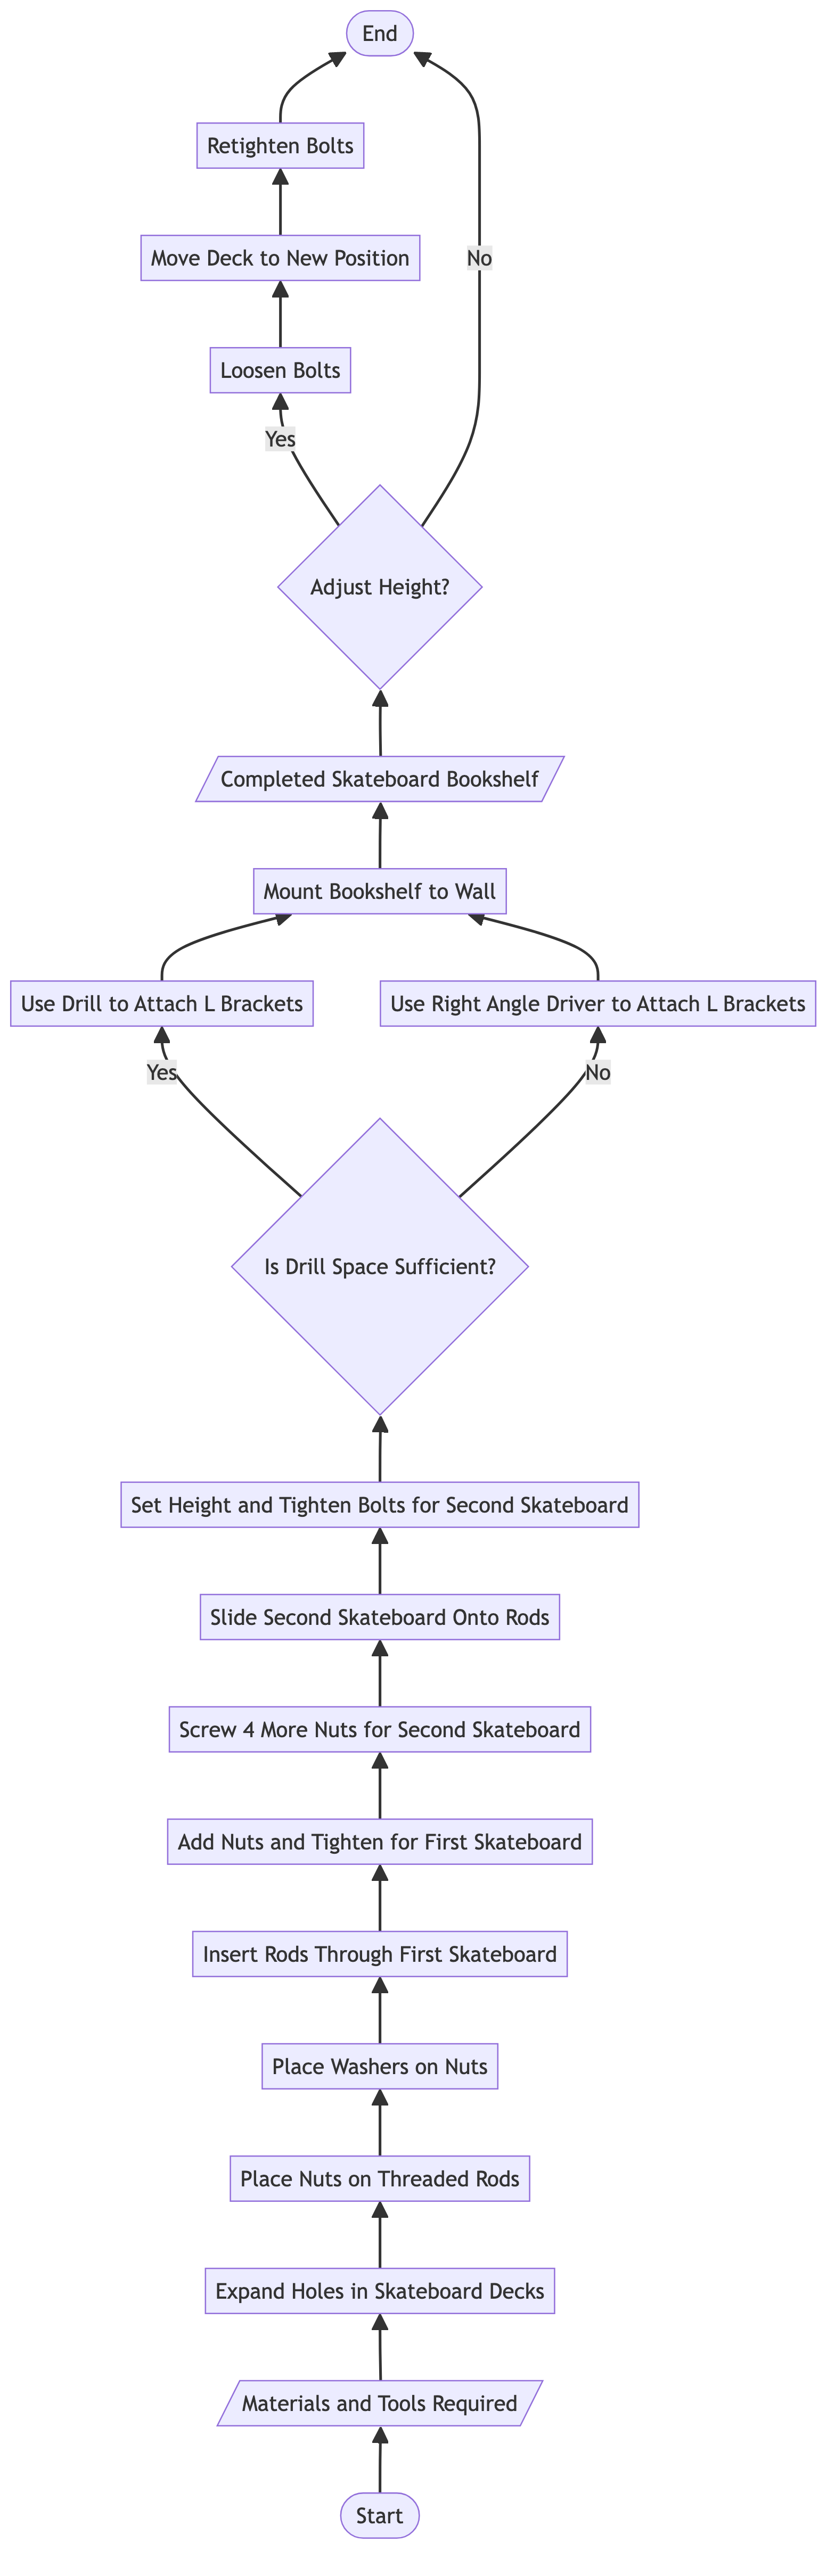 End
Retighten Bolts
Move Deck to New Position
No
Loosen Bolts
Yes
Adjust Height?
Completed Skateboard Bookshelf
Mount Bookshelf to Wall
Use Drill to Attach L Brackets
Use Right Angle Driver to Attach L Brackets
Yes
No
Is Drill Space Sufficient?
Set Height and Tighten Bolts for Second Skateboard
Slide Second Skateboard Onto Rods
Screw 4 More Nuts for Second Skateboard
Add Nuts and Tighten for First Skateboard
Insert Rods Through First Skateboard
Place Washers on Nuts
Place Nuts on Threaded Rods
Expand Holes in Skateboard Decks
Materials and Tools Required
Start